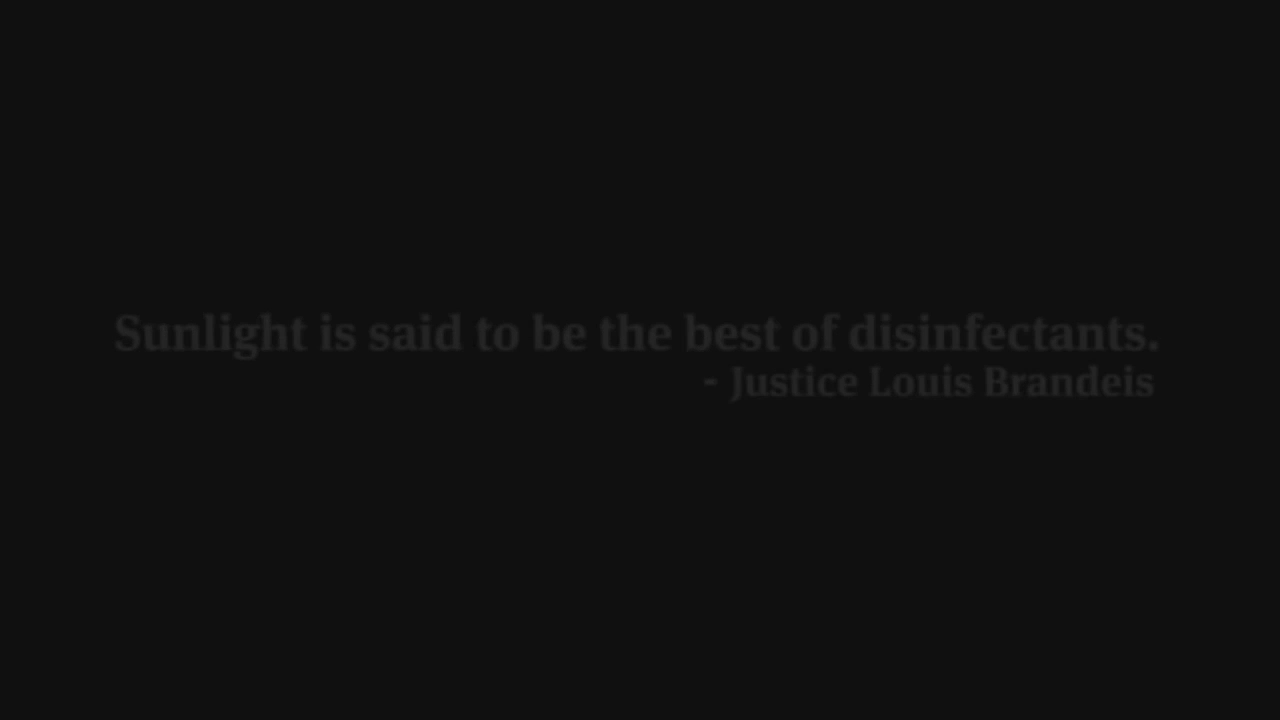 Sunlight is said to be the best of disinfectants.
- Justice Louis Brandeis